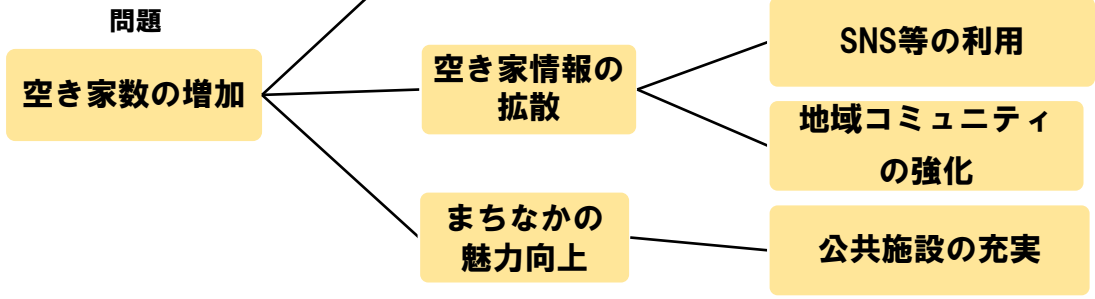 問題
空き家数の増加
空き家情報の
拡散
まちなかの
魅力向上
SNS等の利用
地域コミュニティ
の強化
公共施設の充実